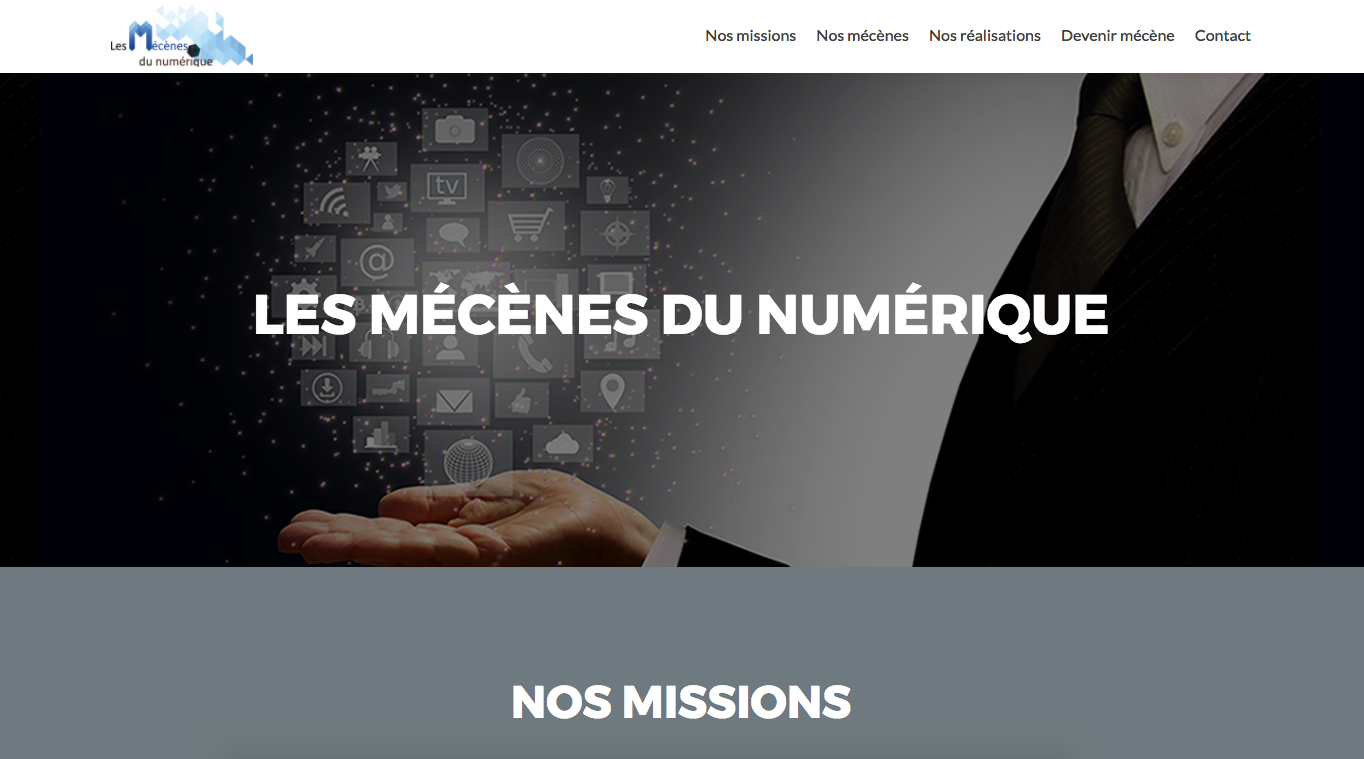 Les Mécènes
du numérique
Nos missions Nos mécènes Nos réalisations Devenir mécène Contact
tv
@
LES MÉCÈNES DU NUMÉRIQUE
NOS MISSIONS